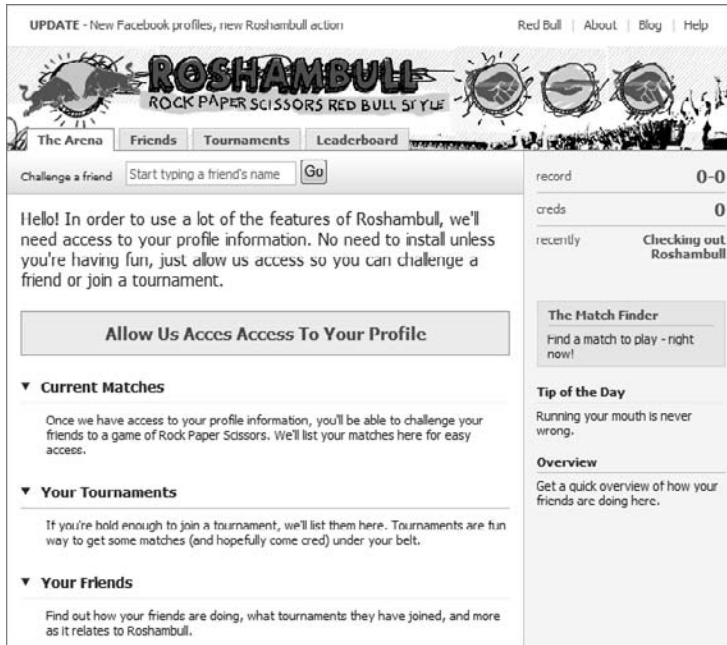 UPDATE - New Facebook profiles, new Roshambull action
Red Bull | About | Blog | Help
ROSHAMBULL
ROCK PAPER SCISSORS RED BULL STYLE
The Arena
Friends
Tournaments
Leaderboard
Challenge a friend
Start typing a friend's name
Go
Hello! In order to use a lot of the features of Roshambull, we'll
need access to your profile information. No need to install unless
you're having fun, just allow us access so you can challenge a
friend or join a tournament.
Allow Us Acces Access To Your Profile
Current Matches
Once we have access to your profile information, you'll be able to challenge your
friends to a game of Rock Paper Scissors. We'll list your matches here for easy
access.
Your Tournaments
If you're bold enough to join a tournament, we'll list them here. Tournaments are fun
way to get some matches (and hopefully come cred) under your belt.
Your Friends
Find out how your friends are doing, what tournaments they have joined, and more
as it relates to Roshambull.
record 0-0
creds 0
recently Checking out
Roshambull
The Match Finder
Find a match to play - right
now!
Tip of the Day
Running your mouth is never
wrong.
Overview
Get a quick overview of how your
friends are doing here.